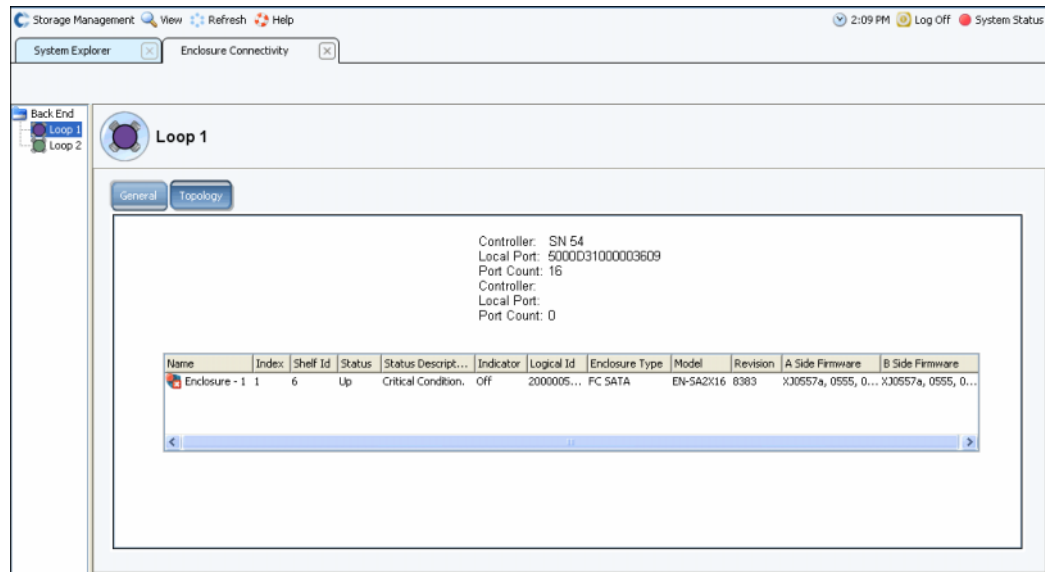 Storage Management View Refresh Help 2:09 PM Log Off System Status
System Explorer Enclosure Connectivity
Back End
Loop 1
Loop 2
Loop 1
General Topology
Controller: SN 54
Local Port: 5000D31000003609
Port Count: 16
Controller:
Local Port:
Port Count: 0
Name Index Shelf Id Status Status Descript... Indicator Logical Id Enclosure Type Model Revision A Side Firmware B Side Firmware
Enclosure - 1 1 6 Up Critical Condition. Off 2000005... FC SATA EN-SA2X16 8383 XJ0557a, 0555, 0... XJ0557a, 0555, 0...